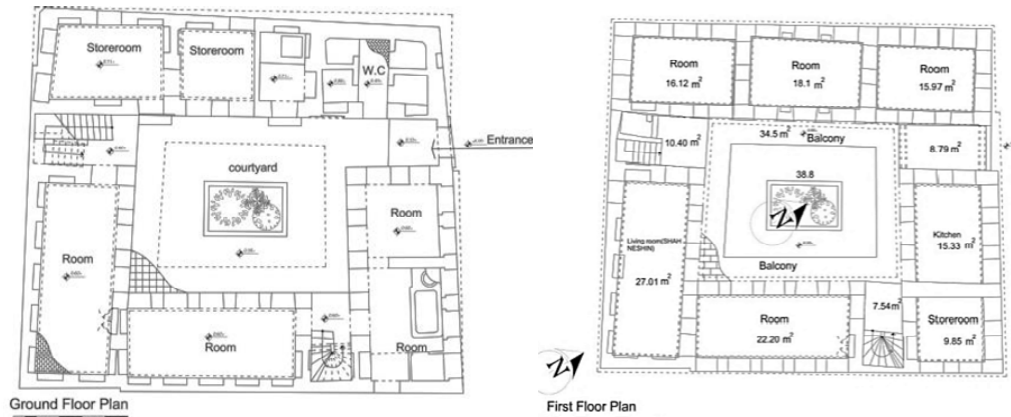 Storeroom
Storeroom
W.C
Entrance
courtyard
Room
Room
Room
Room
Ground Floor Plan
Room
16.12 m²
Room
18.1 m²
Room
15.97 m²
10.40 m²
34.5 m²
Balcony
8.79 m²
38.8
N
Living room(SHAH
NESHIN)
27.01 m²
Kitchen
15.33 m²
Balcony
Room
22.20 m²
7.54 m²
Storeroom
9.85 m²
N
First Floor Plan